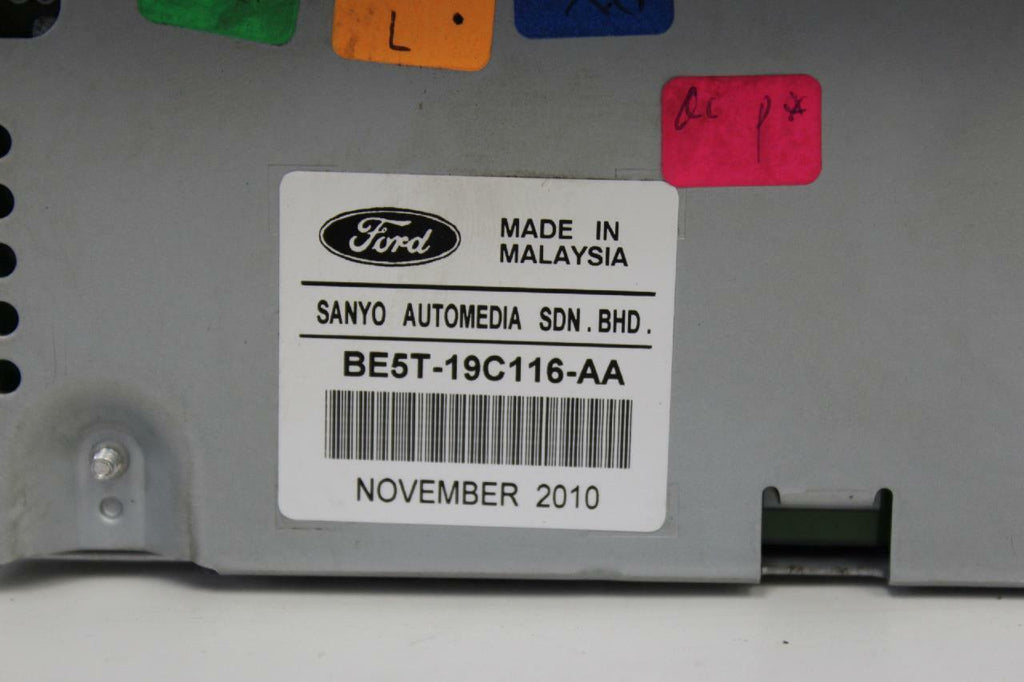 L
Ford
MADE IN
MALAYSIA
SANYO AUTOMEDIA SDN. BHD.
BE5T-19C116-AA
NOVEMBER 2010